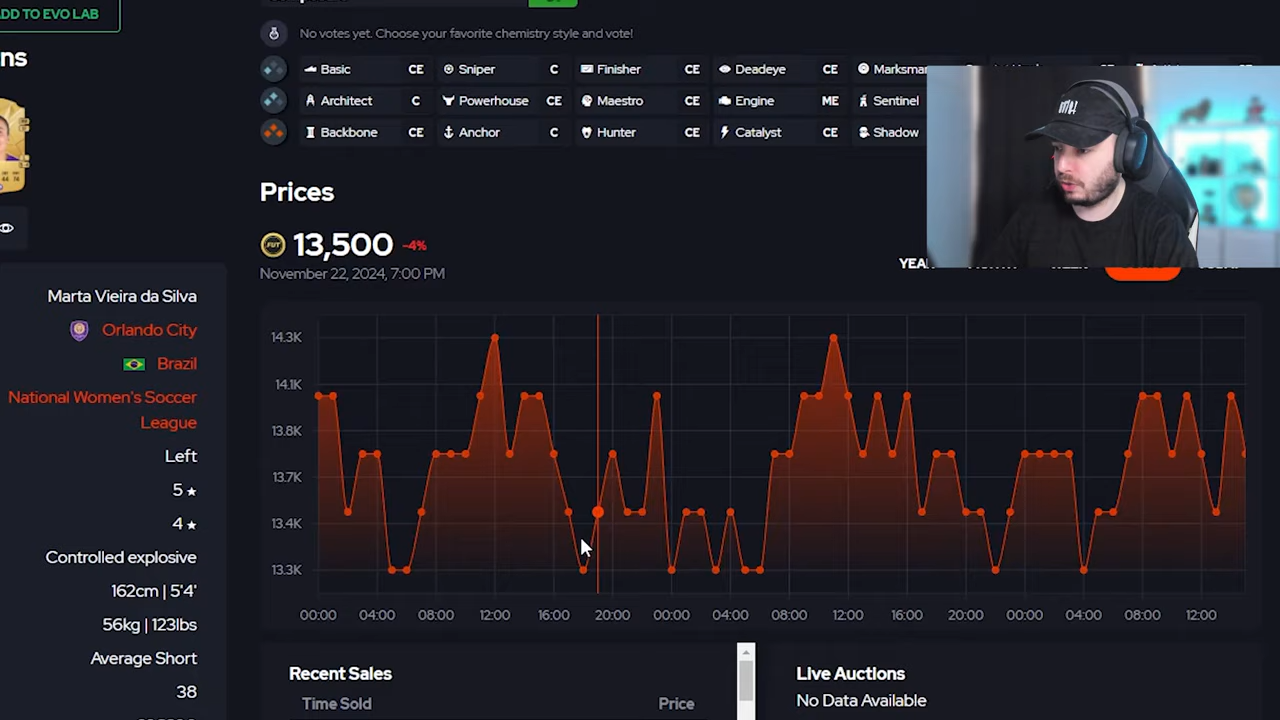 ADD TO EVO LAB
ns
No votes yet. Choose your favorite chemistry style and vote!
Basic CE Sniper C Finisher CE Deadeye CE Marksman
Architect C Powerhouse CE Maestro CE Engine ME Sentinel
Backbone CE Anchor C Hunter CE Catalyst CE Shadow
Prices
FUT 13,500 -4%
November 22, 2024, 7:00 PM
Marta Vieira da Silva
Orlando City
Brazil
National Women's Soccer
League
Left
5 ★
4 ★
Controlled explosive
162cm | 5'4'
56kg | 123lbs
Average Short
38
14.3K
14.1K
13.8K
13.7K
13.4K
13.3K
00:00 04:00 08:00 12:00 16:00 20:00 00:00 04:00 08:00 12:00 16:00 20:00 00:00 04:00 08:00 12:00
Recent Sales
Time Sold Price
Live Auctions
No Data Available